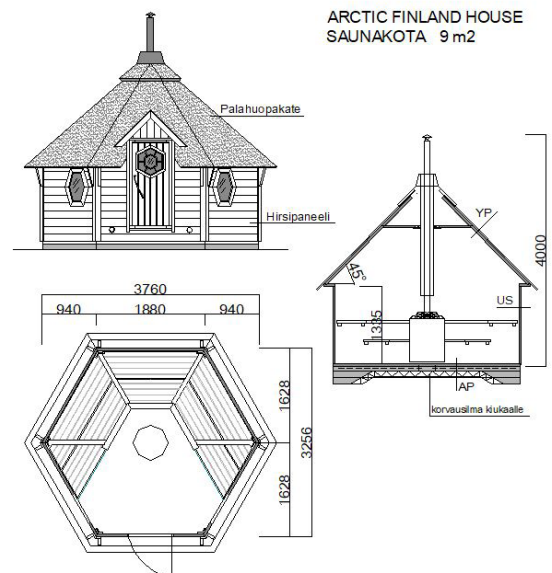 ARCTIC FINLAND HOUSE
SAUNAKOTA 9 m2
Palahuopakate
Hirsipaneeli
YP
45°
4000
US
1335
AP
korvausilma kiukaalle
3760
940 1880 940
1628
3256
1628